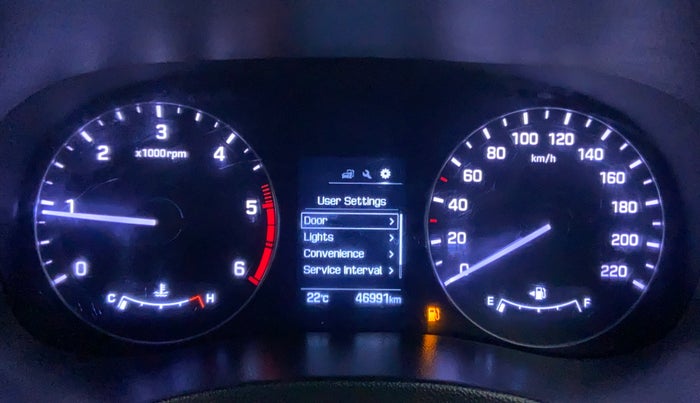 0
1
2
3
4
5
6
x1000rpm
C H
User Settings
Door >
Lights >
Convenience >
Service Interval >
22°C 46991km
0
20
40
60
80
100
120
140
160
180
200
220
km/h
E F